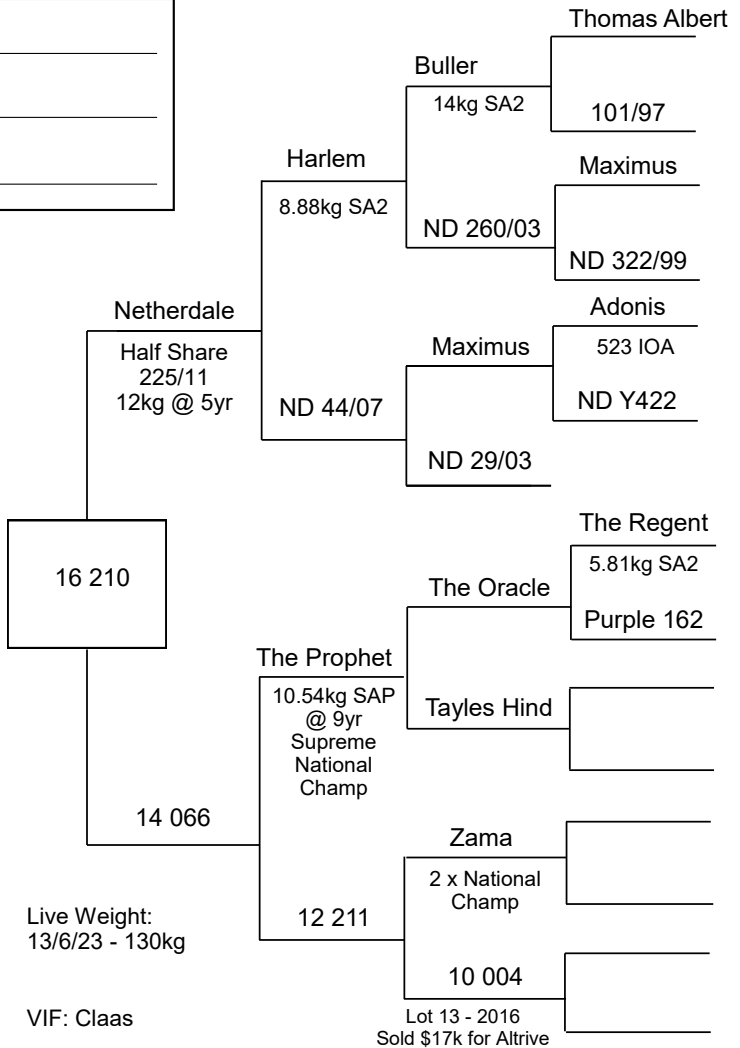 Thomas Albert
Buller
14kg SA2
101/97
Harlem
Maximus
8.88kg SA2
ND 260/03
ND 322/99
Netherdale
Adonis
Half Share
225/11
12kg @ 5yr
Maximus
523 IOA
ND Y422
ND 44/07
ND 29/03
16 210
The Regent
5.81kg SA2
The Oracle
Purple 162
The Prophet
10.54kg SAP
@ 9yr
Supreme
National
Champ
Tayles Hind
14 066
Zama
2 x National
Champ
12 211
10 004
Lot 13 - 2016
Sold $17k for Altrive
Live Weight:
13/6/23 - 130kg
VIF: Claas